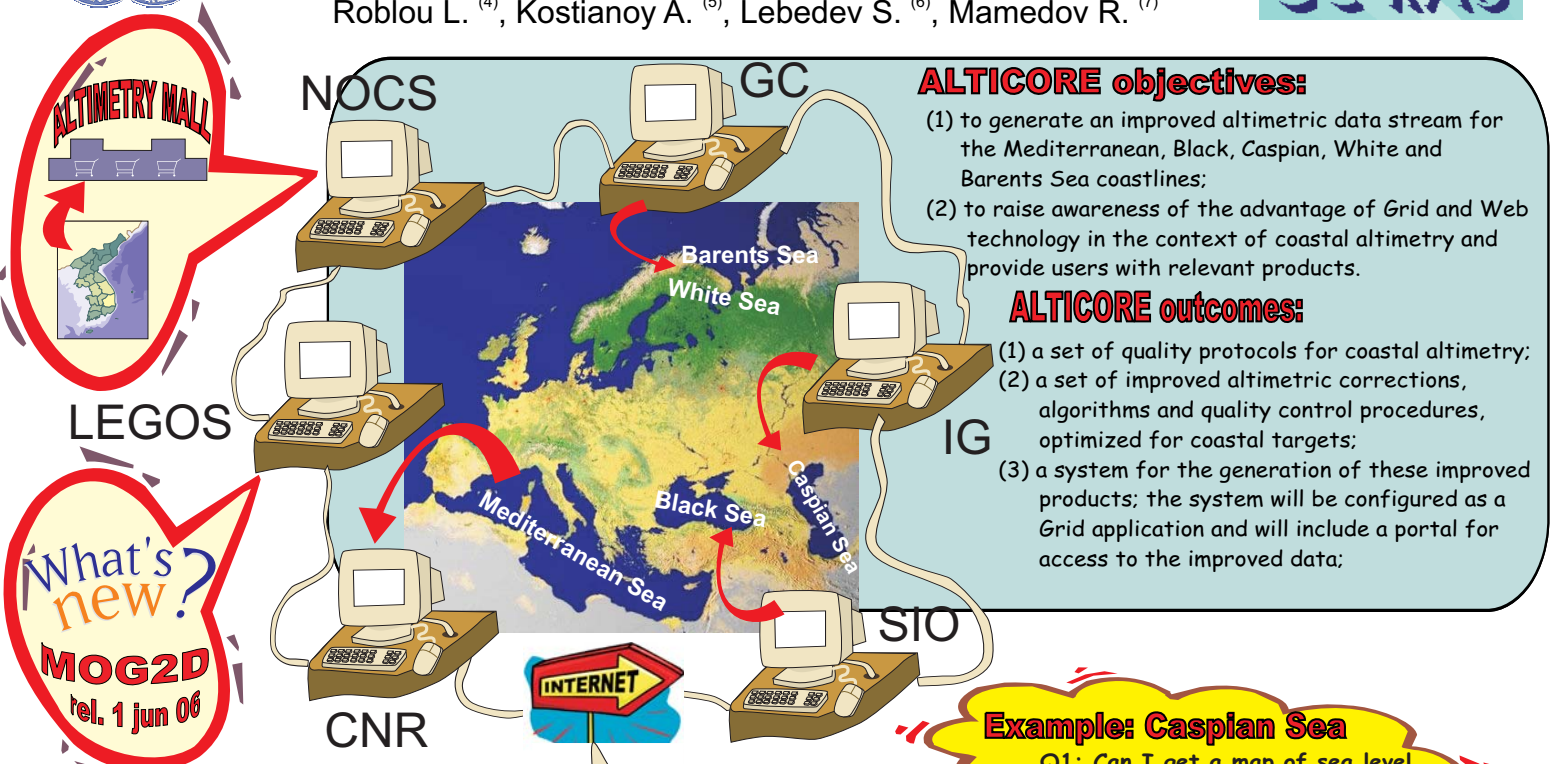 Roblou L. (4), Kostianoy A. (5), Lebedev S. (6), Mamedov R. (7)
ALTIMETRY MALL
NOCS
GC
ALTICORE objectives:
(1) to generate an improved altimetric data stream for
the Mediterranean, Black, Caspian, White and
Barents Sea coastlines;
(2) to raise awareness of the advantage of Grid and Web
technology in the context of coastal altimetry and
provide users with relevant products.
ALTICORE outcomes:
(1) a set of quality protocols for coastal altimetry;
(2) a set of improved altimetric corrections,
algorithms and quality control procedures,
optimized for coastal targets;
(3) a system for the generation of these improved
products; the system will be configured as a
Grid application and will include a portal for
access to the improved data;
Barents Sea
White Sea
LEGOS
IG
Mediterranean Sea
Black Sea
Caspian Sea
What's
new?
MOG2D
rel. 1 jun 06
CNR
INTERNET
SIO
Example: Caspian Sea
Q1: Can I get a map of sea level